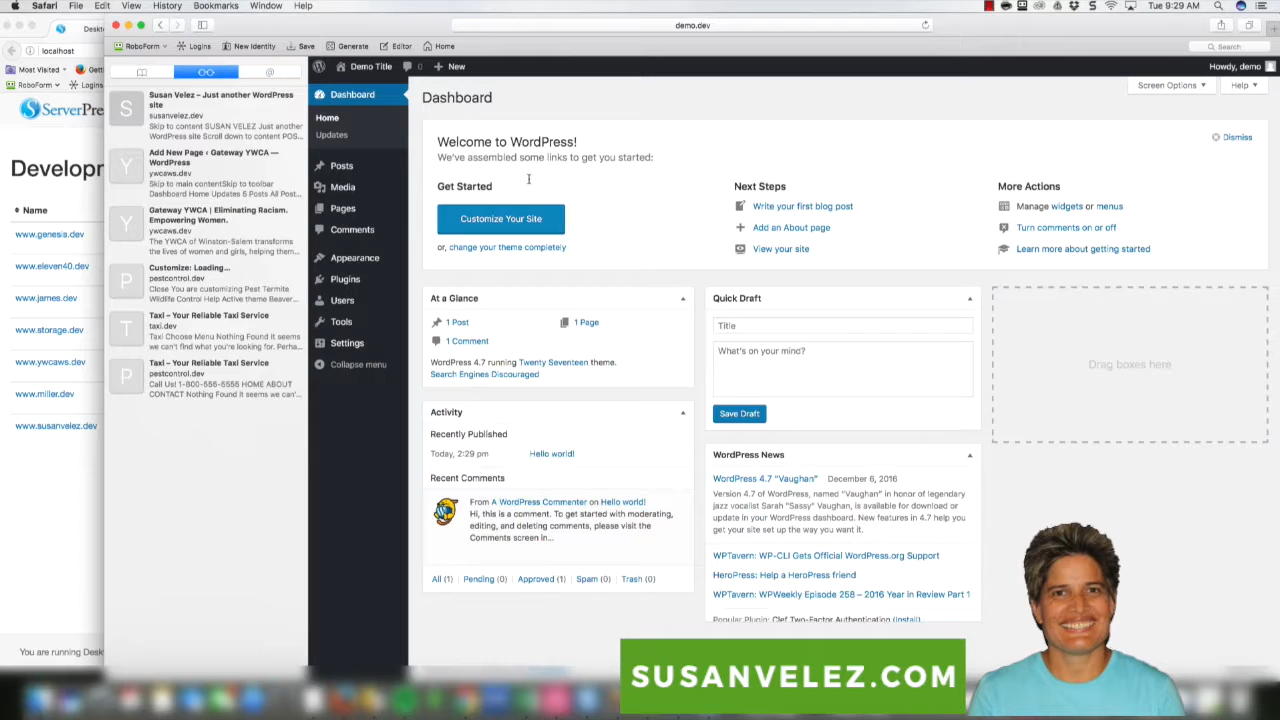 Safari File Edit View History Bookmarks Window Help
Tue 9:29 AM
demo.dev
RoboForm Logins New Identity Save Generate Editor Home
Search
localhost
Most Visited
RoboForm Logins
ServerPre
Developm
Name
www.genesis.dev
www.eleven40.dev
www.james.dev
www.storage.dev
www.ywcaws.dev
www.miller.dev
www.susanvelez.dev
You are running Desk
S
Susan Velez – Just another WordPress
site
susanvelez.dev
Skip to content SUSAN VELEZ Just another
WordPress site Scroll down to content POS...
Y
Add New Page ‹ Gateway YWCA —
WordPress
ywcaws.dev
Skip to main contentSkip to toolbar
Dashboard Home Updates 5 Posts All Post...
Y
Gateway YWCA | Eliminating Racism.
Empowering Women.
ywcaws.dev
The YWCA of Winston-Salem transforms
the lives of women and girls, helping them...
P
Customize: Loading...
pestcontrol.dev
Close You are customizing Pest Termite
Wildlife Control Help Active theme Beaver...
T
Taxi – Your Reliable Taxi Service
taxi.dev
Taxi Choose Menu Nothing Found It seems
we can't find what you're looking for. Perha...
P
Taxi – Your Reliable Taxi Service
pestcontrol.dev
Call Us! 1-800-556-5555 HOME ABOUT
CONTACT Nothing Found It seems we can'...
Demo Title 0 New
Howdy, demo
Dashboard
Home
Updates
Posts
Media
Pages
Comments
Appearance
Plugins
Users
Tools
Settings
Collapse menu
Dashboard
Screen Options
Help
Welcome to WordPress!
We've assembled some links to get you started:
Dismiss
Get Started
Customize Your Site
or, change your theme completely
Next Steps
Write your first blog post
Add an About page
View your site
More Actions
Manage widgets or menus
Turn comments on or off
Learn more about getting started
At a Glance
1 Post
1 Page
1 Comment
WordPress 4.7 running Twenty Seventeen theme.
Search Engines Discouraged
Activity
Recently Published
Today, 2:29 pm Hello world!
Recent Comments
From A WordPress Commenter on Hello world!
Hi, this is a comment. To get started with moderating,
editing, and deleting comments, please visit the
Comments screen in...
All (1) | Pending (0) | Approved (1) | Spam (0) | Trash (0)
Quick Draft
Title
What's on your mind?
Save Draft
WordPress News
WordPress 4.7 "Vaughan" December 6, 2016
Version 4.7 of WordPress, named "Vaughan" in honor of legendary
jazz vocalist Sarah "Sassy" Vaughan, is available for download or
update in your WordPress dashboard. New features in 4.7 help you
get your site set up the way you want it.
WPTavern: WP-CLI Gets Official WordPress.org Support
HeroPress: Help a HeroPress friend
WPTavern: WPWeekly Episode 258 – 2016 Year in Review Part 1
Popular Plugin: Clef Two-Factor Authentication (Install)
Drag boxes here
SUSANVELEZ.COM